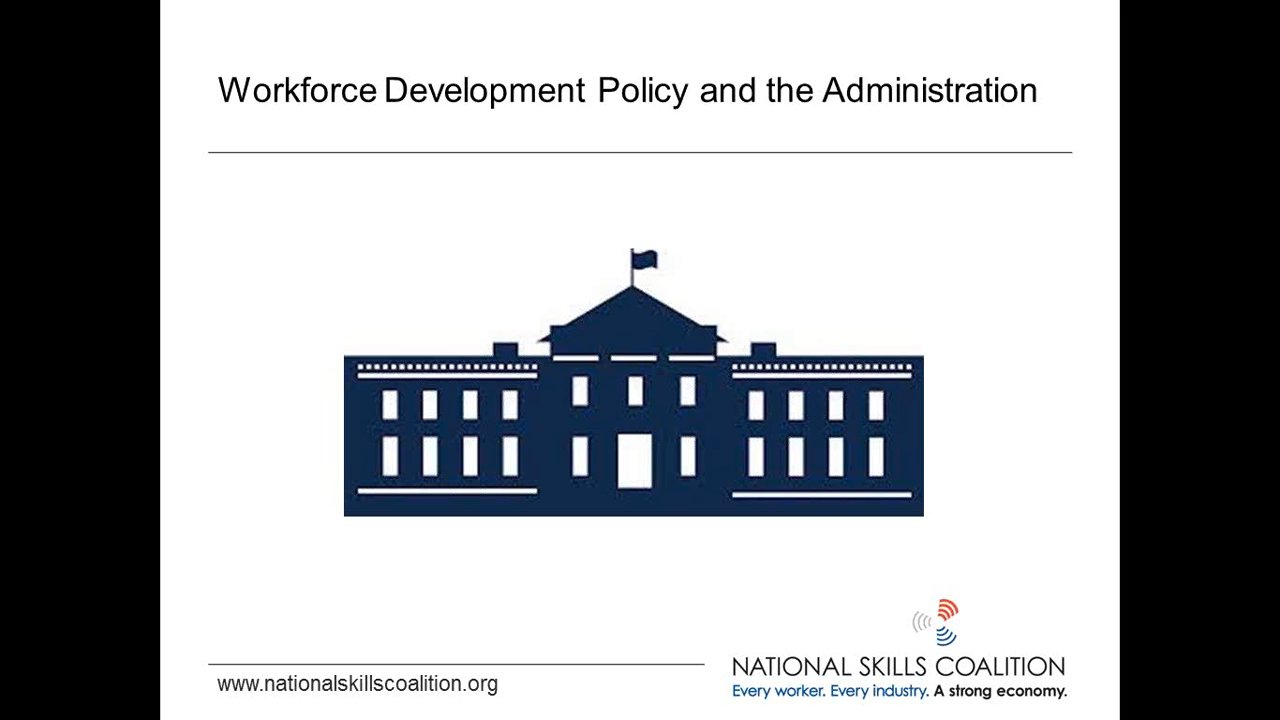 Workforce Development Policy and the Administration
www.nationalskillscoalition.org
NATIONAL SKILLS COALITION
Every worker. Every industry. A strong economy.